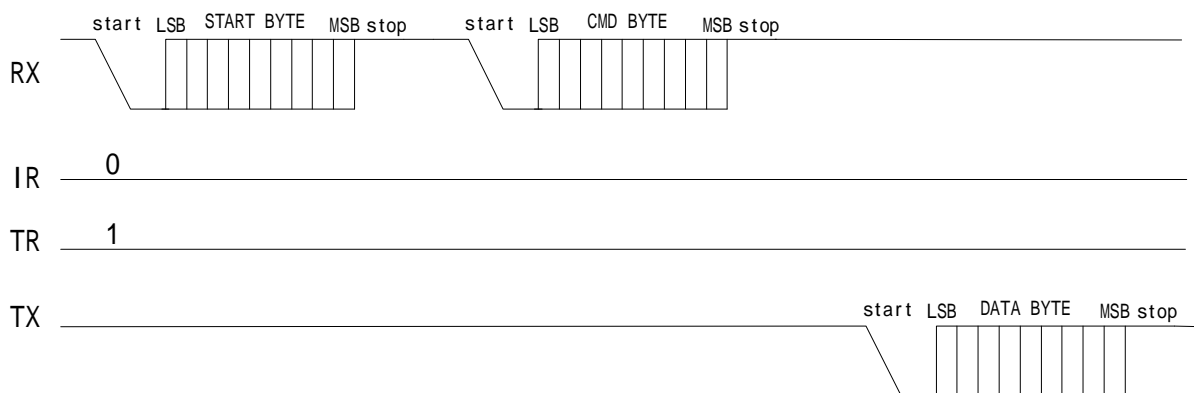 start LSB START BYTE MSB stop start LSB CMD BYTE MSB stop
RX
IR 0
TR 1
TX start LSB DATA BYTE MSB stop